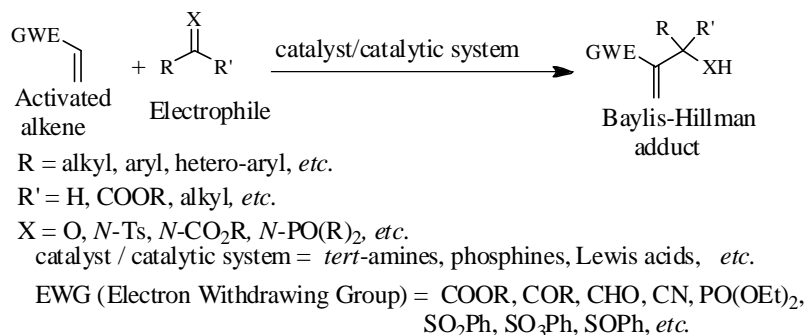 GWE
+
X
R R'
catalyst/catalytic system
GWE
R R'
XH
Activated
alkene
Electrophile
Baylis-Hillman
adduct
R = alkyl, aryl, hetero-aryl, etc.
R' = H, COOR, alkyl, etc.
X = O, N-Ts, N-CO₂R, N-PO(R)₂, etc.
catalyst / catalytic system = tert-amines, phosphines, Lewis acids, etc.
EWG (Electron Withdrawing Group) = COOR, COR, CHO, CN, PO(OEt)₂,
SO₂Ph, SO₃Ph, SOPh, etc.